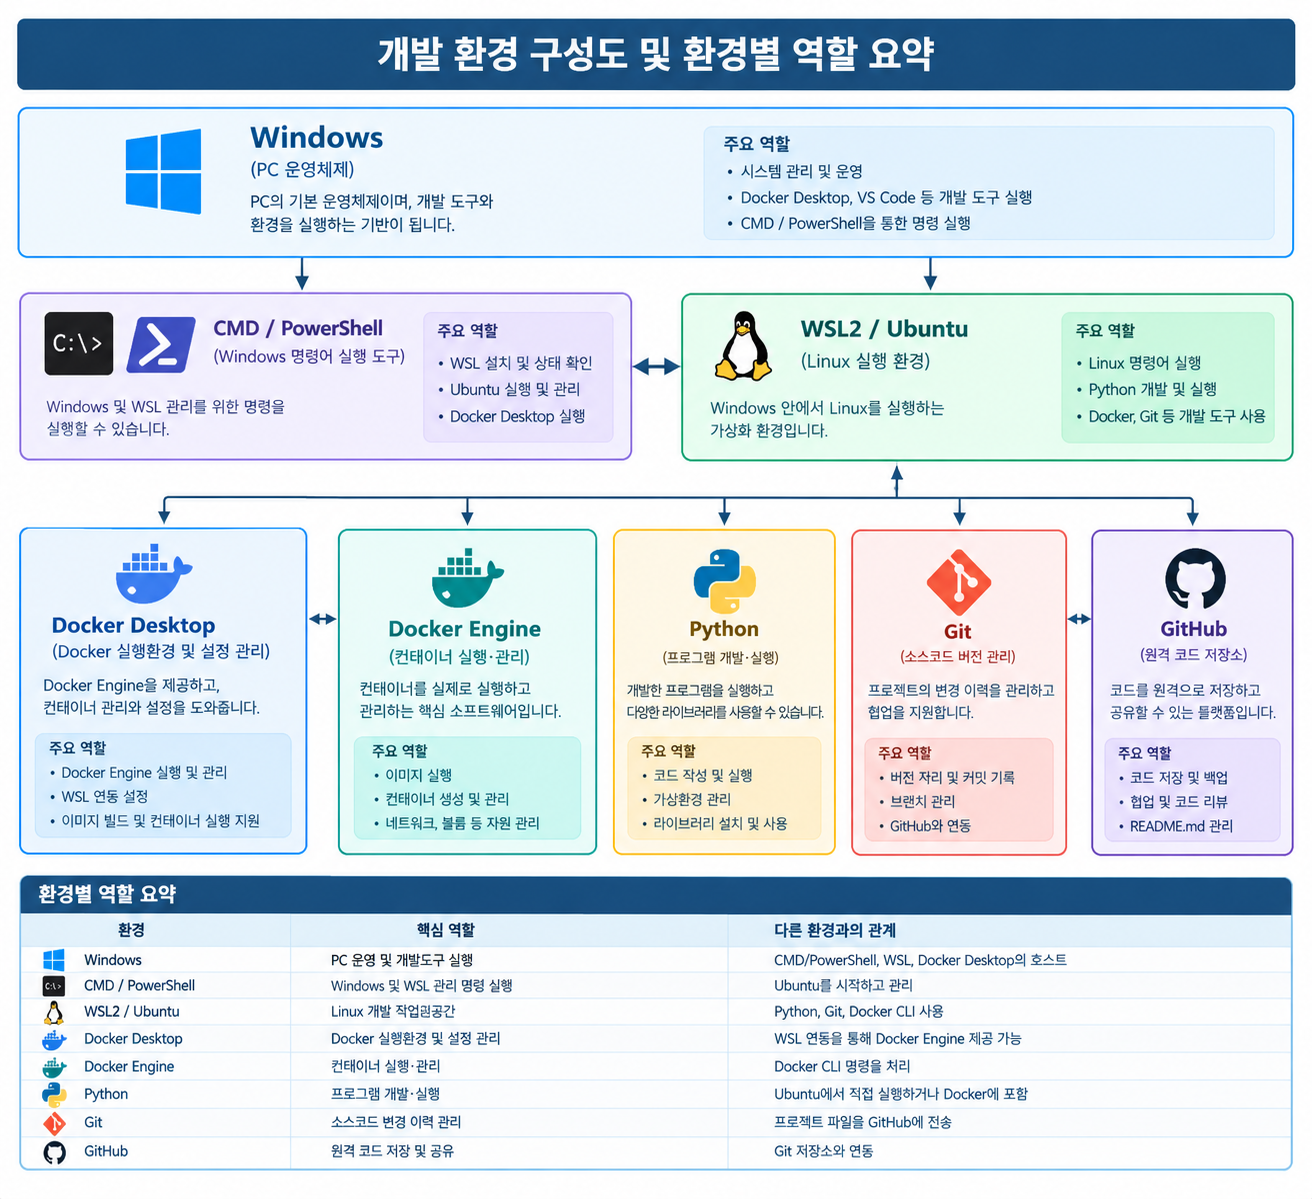 개발 환경 구성도 및 환경별 역할 요약
Windows
(PC 운영체제)
PC의 기본 운영체제이며, 개발 도구와
환경을 실행하는 기반이 됩니다.
주요 역할
• 시스템 관리 및 운영
• Docker Desktop, VS Code 등 개발 도구 실행
• CMD / PowerShell을 통한 명령 실행
C:\>
CMD / PowerShell
(Windows 명령어 실행 도구)
Windows 및 WSL 관리를 위한 명령을
실행할 수 있습니다.
주요 역할
• WSL 설치 및 상태 확인
• Ubuntu 실행 및 관리
• Docker Desktop 실행
WSL2 / Ubuntu
(Linux 실행 환경)
Windows 안에서 Linux를 실행하는
가상화 환경입니다.
주요 역할
• Linux 명령어 실행
• Python 개발 및 실행
• Docker, Git 등 개발 도구 사용
Docker Desktop
(Docker 실행환경 및 설정 관리)
Docker Engine을 제공하고,
컨테이너 관리와 설정을 도와줍니다.
주요 역할
• Docker Engine 실행 및 관리
• WSL 연동 설정
• 이미지 빌드 및 컨테이너 실행 지원
Docker Engine
(컨테이너 실행·관리)
컨테이너를 실제로 실행하고
관리하는 핵심 소프트웨어입니다.
주요 역할
• 이미지 실행
• 컨테이너 생성 및 관리
• 네트워크, 볼륨 등 자원 관리
Python
(프로그램 개발·실행)
개발한 프로그램을 실행하고
다양한 라이브러리를 사용할 수 있습니다.
주요 역할
• 코드 작성 및 실행
• 가상환경 관리
• 라이브러리 설치 및 사용
Git
(소스코드 버전 관리)
프로젝트의 변경 이력을 관리하고
협업을 지원합니다.
주요 역할
• 버전 자리 및 커밋 기록
• 브랜치 관리
• GitHub와 연동
GitHub
(원격 코드 저장소)
코드를 원격으로 저장하고
공유할 수 있는 플랫폼입니다.
주요 역할
• 코드 저장 및 백업
• 협업 및 코드 리뷰
• README.md 관리
환경별 역할 요약
환경 핵심 역할 다른 환경과의 관계
Windows PC 운영 및 개발도구 실행 CMD/PowerShell, WSL, Docker Desktop의 호스트
C:\> CMD / PowerShell Windows 및 WSL 관리 명령 실행 Ubuntu를 시작하고 관리
WSL2 / Ubuntu Linux 개발 Python, Git, Docker CLI 사용
Docker Desktop Docker 실행환경 및 설정 관리 WSL 연동을 통해 Docker Engine 제공 가능
Docker Engine 컨테이너 실행·관리 Docker CLI 명령을 처리
Python 프로그램 개발·실행 Ubuntu에서 직접 실행하거나 Docker에 포함
Git 소스코드 변경 이력 관리 프로젝트 파일을 GitHub에 전송
GitHub 원격 코드 저장 및 공유 Git 저장소와 연동